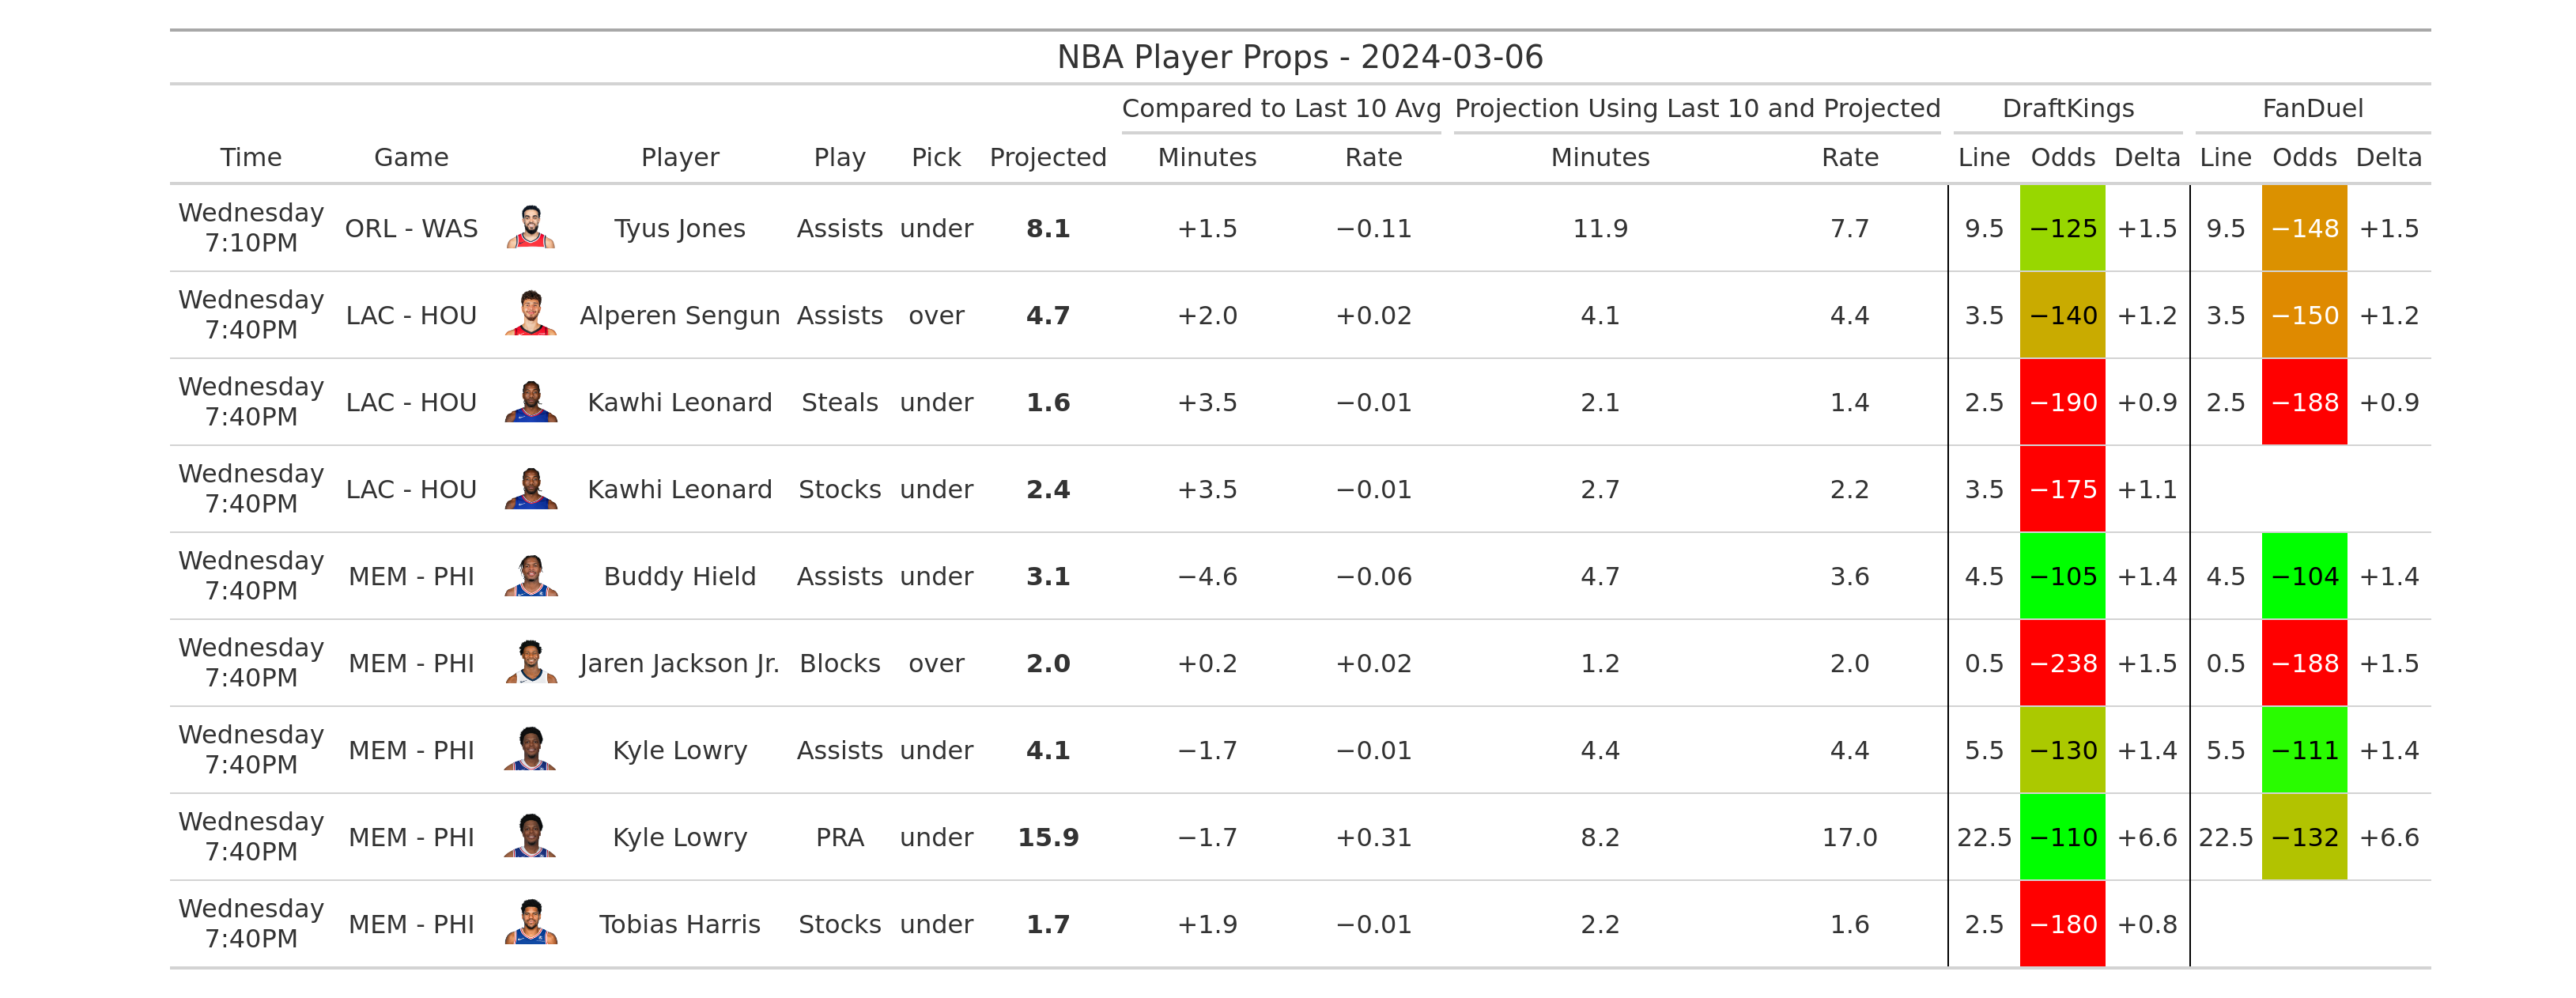 NBA Player Props - 2024-03-06
Compared to Last 10 Avg Projection Using Last 10 and Projected DraftKings FanDuel
Time Game Player Play Pick Projected Minutes Rate Minutes Rate Line Odds Delta Line Odds Delta
Wednesday
7:10PM ORL - WAS Tyus Jones Assists under 8.1 +1.5 −0.11 11.9 7.7 9.5 −125 +1.5 9.5 −148 +1.5
Wednesday
7:40PM LAC - HOU Alperen Sengun Assists over 4.7 +2.0 +0.02 4.1 4.4 3.5 −140 +1.2 3.5 −150 +1.2
Wednesday
7:40PM LAC - HOU Kawhi Leonard Steals under 1.6 +3.5 −0.01 2.1 1.4 2.5 −190 +0.9 2.5 −188 +0.9
Wednesday
7:40PM LAC - HOU Kawhi Leonard Stocks under 2.4 +3.5 −0.01 2.7 2.2 3.5 −175 +1.1
Wednesday
7:40PM MEM - PHI Buddy Hield Assists under 3.1 −4.6 −0.06 4.7 3.6 4.5 −105 +1.4 4.5 −104 +1.4
Wednesday
7:40PM MEM - PHI Jaren Jackson Jr. Blocks over 2.0 +0.2 +0.02 1.2 2.0 0.5 −238 +1.5 0.5 −188 +1.5
Wednesday
7:40PM MEM - PHI Kyle Lowry Assists under 4.1 −1.7 −0.01 4.4 4.4 5.5 −130 +1.4 5.5 −111 +1.4
Wednesday
7:40PM MEM - PHI Kyle Lowry PRA under 15.9 −1.7 +0.31 8.2 17.0 22.5 −110 +6.6 22.5 −132 +6.6
Wednesday
7:40PM MEM - PHI Tobias Harris Stocks under 1.7 +1.9 −0.01 2.2 1.6 2.5 −180 +0.8